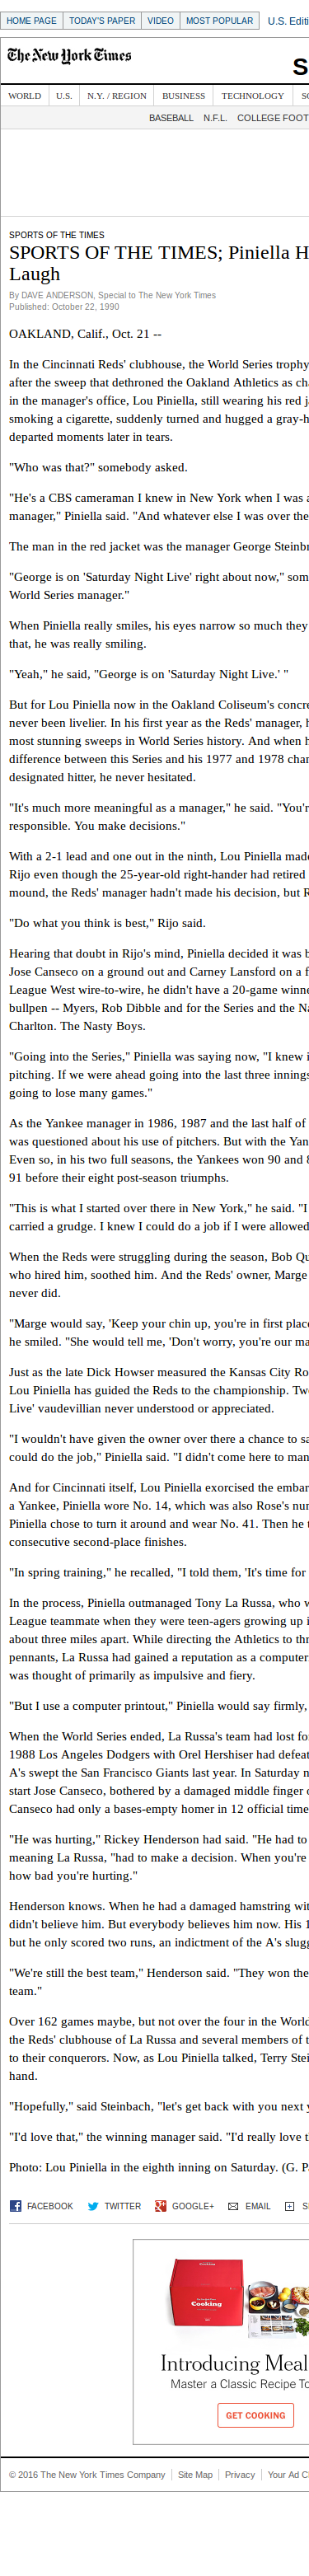 HOME PAGE TODAY'S PAPER VIDEO MOST POPULAR U.S. Editi
The New York Times
S
WORLD U.S. N.Y. / REGION BUSINESS TECHNOLOGY SC
BASEBALL N.F.L. COLLEGE FOOT
SPORTS OF THE TIMES
SPORTS OF THE TIMES; Piniella H
Laugh
By DAVE ANDERSON, Special to The New York Times
Published: October 22, 1990
OAKLAND, Calif., Oct. 21 --
In the Cincinnati Reds' clubhouse, the World Series trophy
after the sweep that dethroned the Oakland Athletics as cha
in the manager's office, Lou Piniella, still wearing his red ja
smoking a cigarette, suddenly turned and hugged a gray-h
departed moments later in tears.
"Who was that?" somebody asked.
"He's a CBS cameraman I knew in New York when I was a
manager," Piniella said. "And whatever else I was over the
The man in the red jacket was the manager George Steinbr
"George is on 'Saturday Night Live' right about now," som
World Series manager."
When Piniella really smiles, his eyes narrow so much they
that, he was really smiling.
"Yeah," he said, "George is on 'Saturday Night Live.' "
But for Lou Piniella now in the Oakland Coliseum's concre
never been livelier. In his first year as the Reds' manager, h
most stunning sweeps in World Series history. And when h
difference between this Series and his 1977 and 1978 cham
designated hitter, he never hesitated.
"It's much more meaningful as a manager," he said. "You'r
responsible. You make decisions."
With a 2-1 lead and one out in the ninth, Lou Piniella made
Rijo even though the 25-year-old right-hander had retired
mound, the Reds' manager hadn't made his decision, but R
"Do what you think is best," Rijo said.
Hearing that doubt in Rijo's mind, Piniella decided it was b
Jose Canseco on a ground out and Carney Lansford on a f
League West wire-to-wire, he didn't have a 20-game winne
bullpen -- Myers, Rob Dibble and for the Series and the Na
Charlton. The Nasty Boys.
"Going into the Series," Piniella was saying now, "I knew i
pitching. If we were ahead going into the last three innings
going to lose many games."
As the Yankee manager in 1986, 1987 and the last half of
was questioned about his use of pitchers. But with the Yan
Even so, in his two full seasons, the Yankees won 90 and 8
91 before their eight post-season triumphs.
"This is what I started over there in New York," he said. "I
carried a grudge. I knew I could do a job if I were allowed
When the Reds were struggling during the season, Bob Qu
who hired him, soothed him. And the Reds' owner, Marge
never did.
"Marge would say, 'Keep your chin up, you're in first place
he smiled. "She would tell me, 'Don't worry, you're our ma
Just as the late Dick Howser measured the Kansas City Ro
Lou Piniella has guided the Reds to the championship. Two
Live' vaudevillian never understood or appreciated.
"I wouldn't have given the owner over there a chance to sa
could do the job," Piniella said. "I didn't come here to man
And for Cincinnati itself, Lou Piniella exorcised the embar
a Yankee, Piniella wore No. 14, which was also Rose's num
Piniella chose to turn it around and wear No. 41. Then he t
consecutive second-place finishes.
"In spring training," he recalled, "I told them, 'It's time for
In the process, Piniella outmanaged Tony La Russa, who w
League teammate when they were teen-agers growing up i
about three miles apart. While directing the Athletics to thr
pennants, La Russa had gained a reputation as a computeri
was thought of primarily as impulsive and fiery.
"But I use a computer printout," Piniella would say firmly,
When the World Series ended, La Russa's team had lost fo
1988 Los Angeles Dodgers with Orel Hershiser had defeat
A's swept the San Francisco Giants last year. In Saturday n
start Jose Canseco, bothered by a damaged middle finger o
Canseco had only a bases-empty homer in 12 official time
"He was hurting," Rickey Henderson had said. "He had to
meaning La Russa, "had to make a decision. When you're
how bad you're hurting."
Henderson knows. When he had a damaged hamstring wit
didn't believe him. But everybody believes him now. His 1
but he only scored two runs, an indictment of the A's slugg
"We're still the best team," Henderson said. "They won the
team."
Over 162 games maybe, but not over the four in the World
the Reds' clubhouse of La Russa and several members of t
to their conquerors. Now, as Lou Piniella talked, Terry Stei
hand.
"Hopefully," said Steinbach, "let's get back with you next y
"I'd love that," the winning manager said. "I'd really love th
Photo: Lou Piniella in the eighth inning on Saturday. (G. P
FACEBOOK TWITTER GOOGLE+ EMAIL S
Cooking
Introducing Meal
Master a Classic Recipe To
GET COOKING
© 2016 The New York Times Company Site Map Privacy Your Ad C